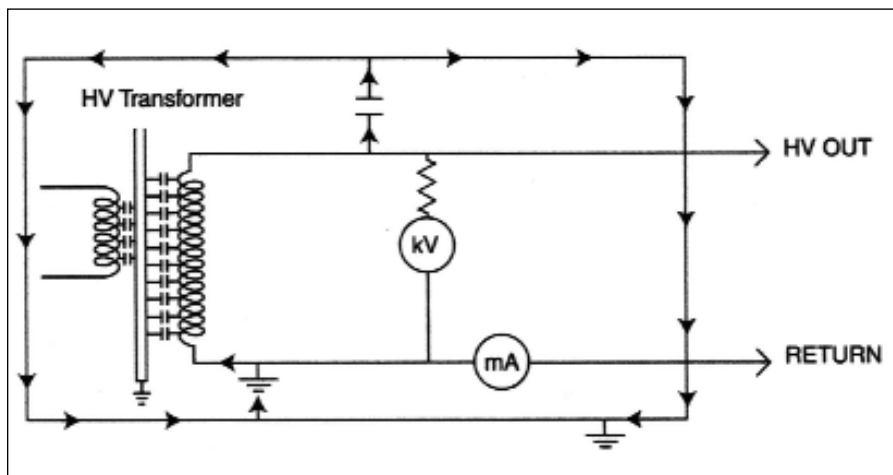 HV Transformer
HV OUT
kV
mA
RETURN